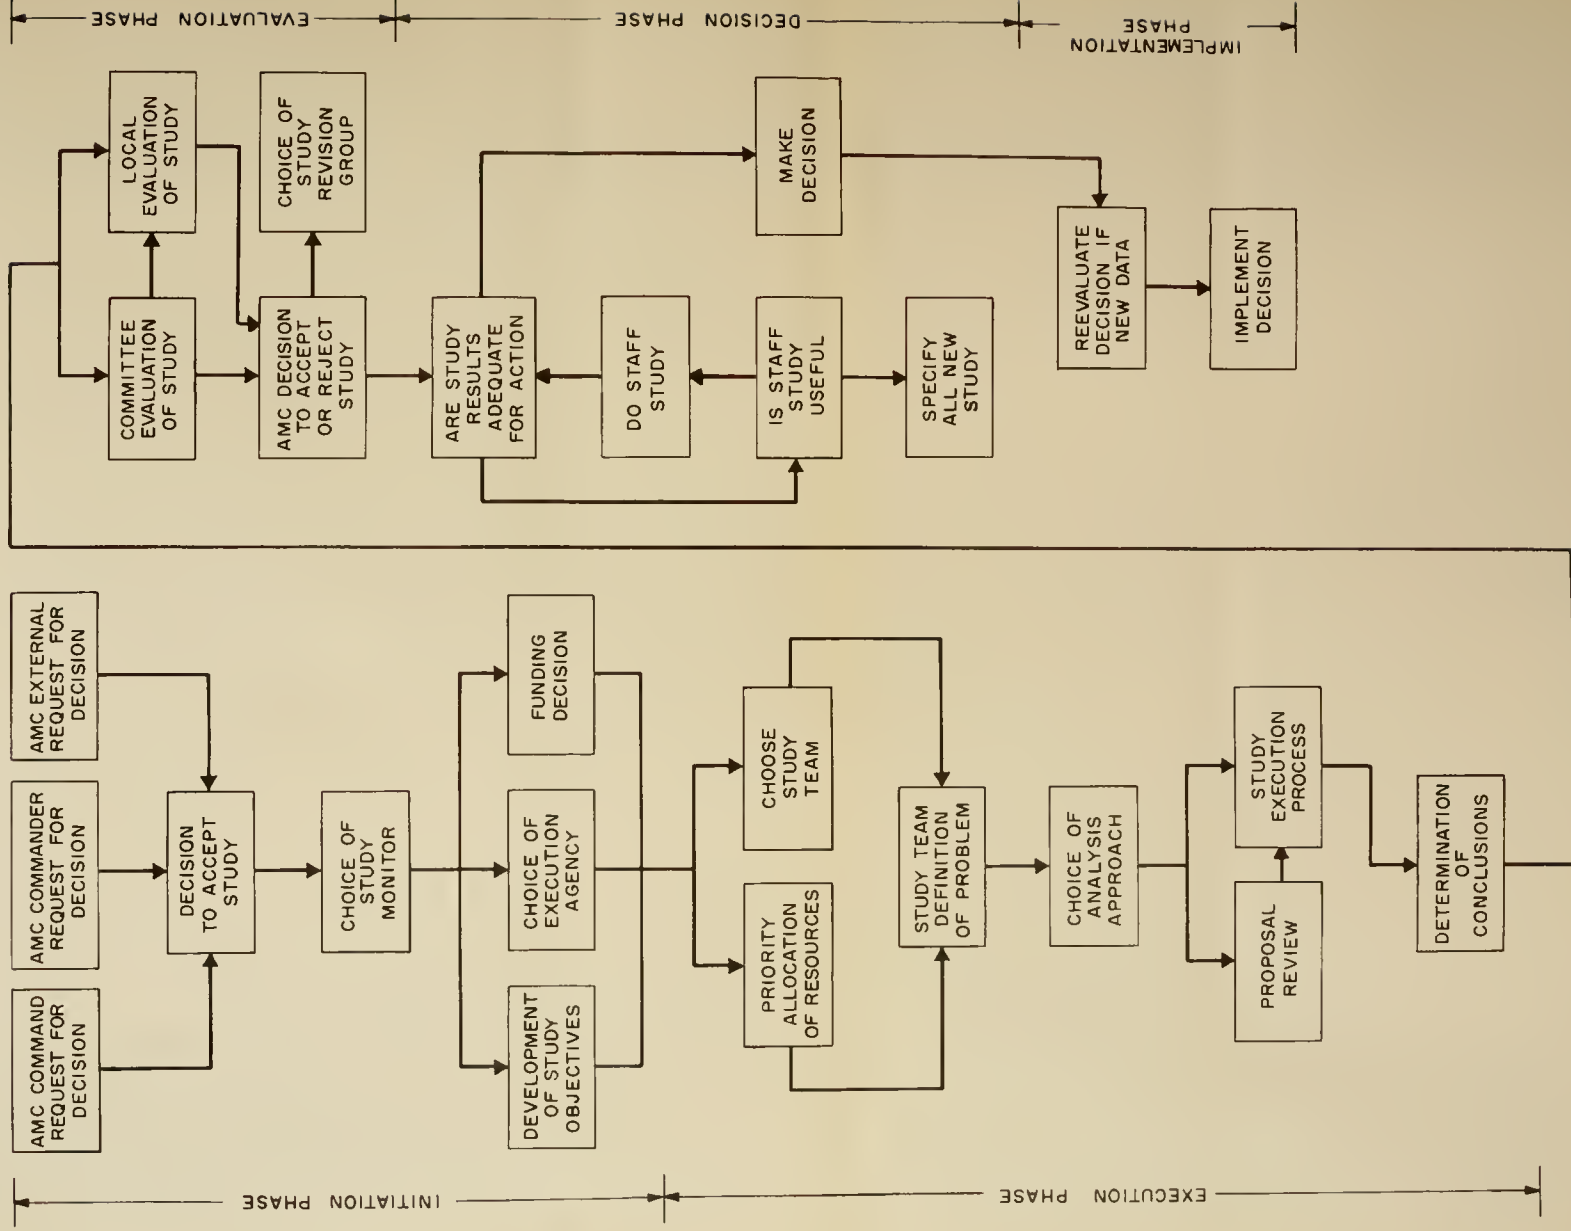 INITIATION PHASE
AMC COMMAND
REQUEST FOR
DECISION
AMC COMMANDER
REQUEST FOR
DECISION
AMC EXTERNAL
REQUEST FOR
DECISION
DECISION
TO ACCEPT
STUDY
CHOICE OF
STUDY
MONITOR
DEVELOPMENT
OF STUDY
OBJECTIVES
CHOICE OF
EXECUTION
AGENCY
FUNDING
DECISION
EXECUTION PHASE
PRIORITY
ALLOCATION
OF RESOURCES
CHOOSE
STUDY
TEAM
STUDY TEAM
DEFINITION
OF PROBLEM
CHOICE OF
ANALYSIS
APPROACH
PROPOSAL
REVIEW
STUDY
EXECUTION
PROCESS
DETERMINATION
OF
CONCLUSIONS
EVALUATION PHASE
COMMITTEE
EVALUATION
OF STUDY
LOCAL
EVALUATION
OF STUDY
AMC DECISION
TO ACCEPT
OR REJECT
STUDY
CHOICE OF
STUDY
REVISION
GROUP
DECISION PHASE
ARE STUDY
RESULTS
ADEQUATE
FOR ACTION
DO STAFF
STUDY
IS STAFF
STUDY
USEFUL
MAKE
DECISION
SPECIFY
ALL NEW
STUDY
IMPLEMENTATION
PHASE
REEVALUATE
DECISION IF
NEW DATA
IMPLEMENT
DECISION